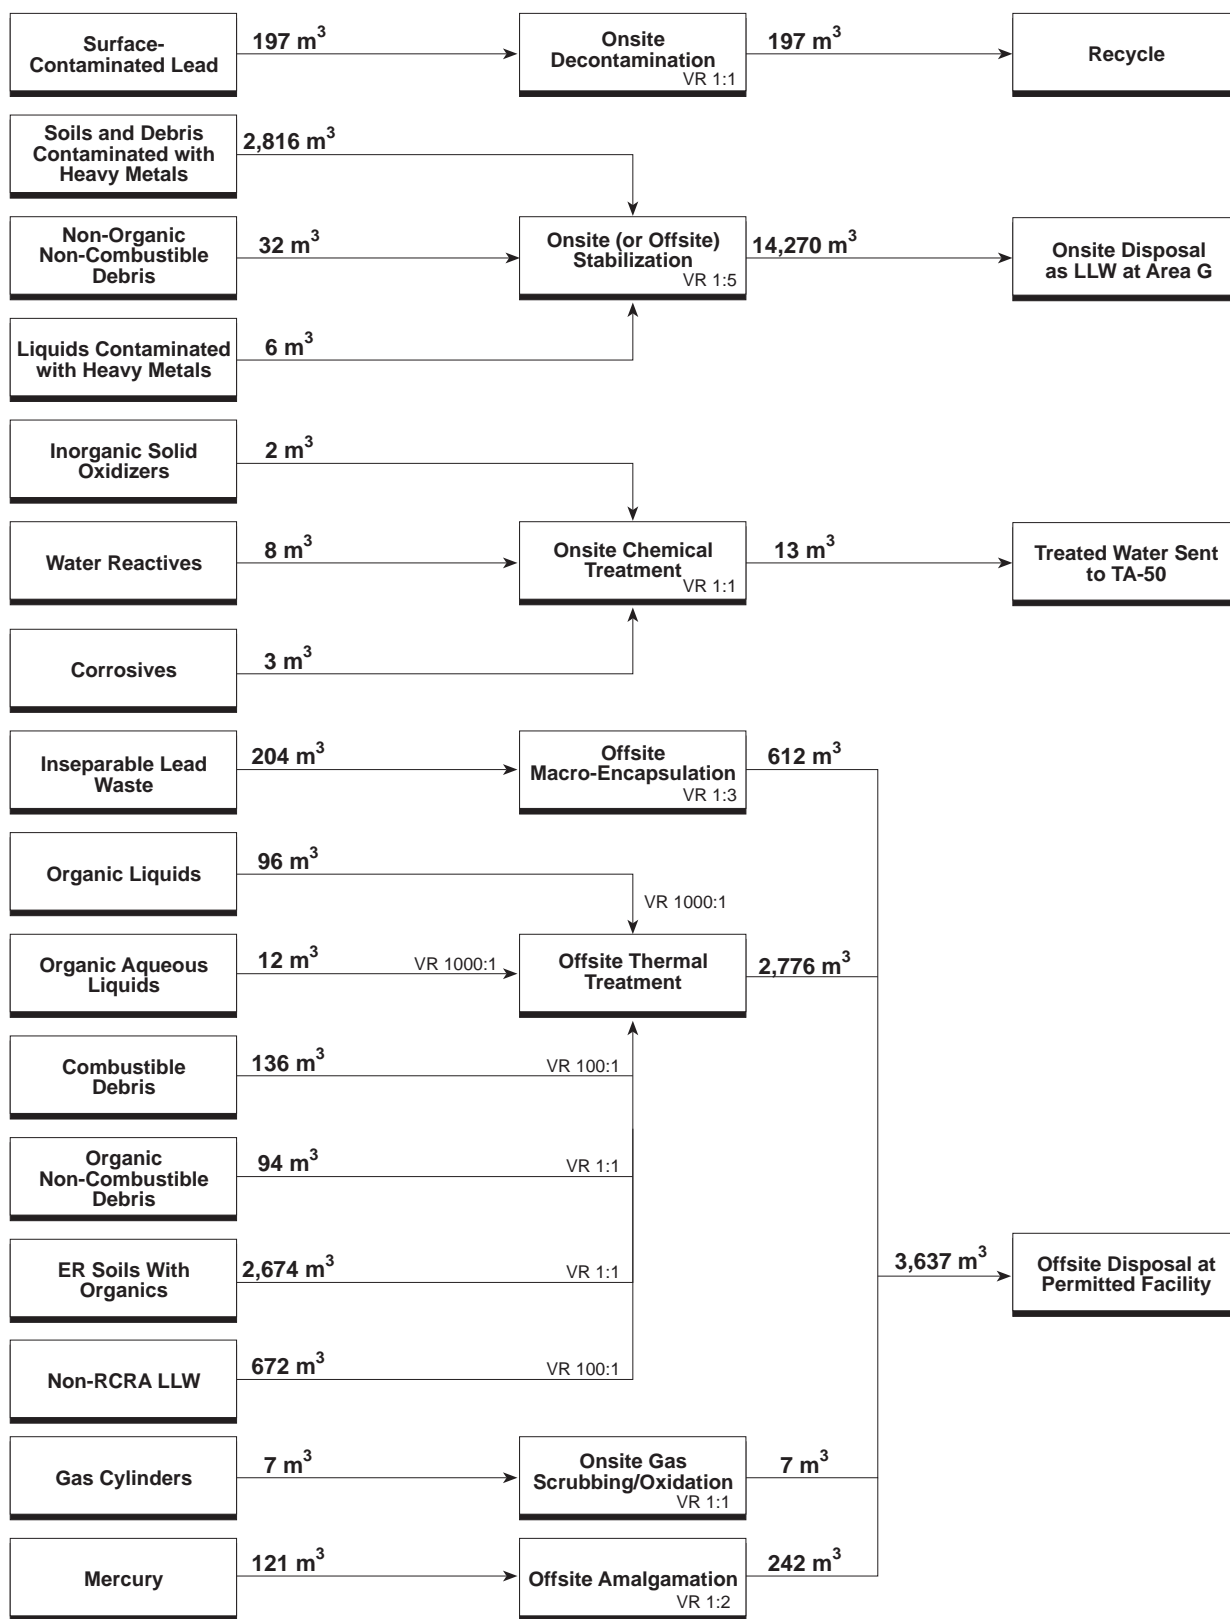 Surface-
Contaminated Lead
197 m³
Onsite
Decontamination
VR 1:1
197 m³
Recycle
Soils and Debris
Contaminated with
Heavy Metals
2,816 m³
Non-Organic
Non-Combustible
Debris
32 m³
Onsite (or Offsite)
Stabilization
VR 1:5
14,270 m³
Onsite Disposal
as LLW at Area G
Liquids Contaminated
with Heavy Metals
6 m³
Inorganic Solid
Oxidizers
2 m³
Water Reactives
8 m³
Onsite Chemical
Treatment
VR 1:1
13 m³
Treated Water Sent
to TA-50
Corrosives
3 m³
Inseparable Lead
Waste
204 m³
Offsite
Macro-Encapsulation
VR 1:3
612 m³
Organic Liquids
96 m³
VR 1000:1
Organic Aqueous
Liquids
12 m³
VR 1000:1
Offsite Thermal
Treatment
2,776 m³
Combustible
Debris
136 m³
VR 100:1
Organic
Non-Combustible
Debris
94 m³
VR 1:1
ER Soils With
Organics
2,674 m³
VR 1:1
3,637 m³
Offsite Disposal at
Permitted Facility
Non-RCRA LLW
672 m³
VR 100:1
Gas Cylinders
7 m³
Onsite Gas
Scrubbing/Oxidation
VR 1:1
7 m³
Mercury
121 m³
Offsite Amalgamation
VR 1:2
242 m³